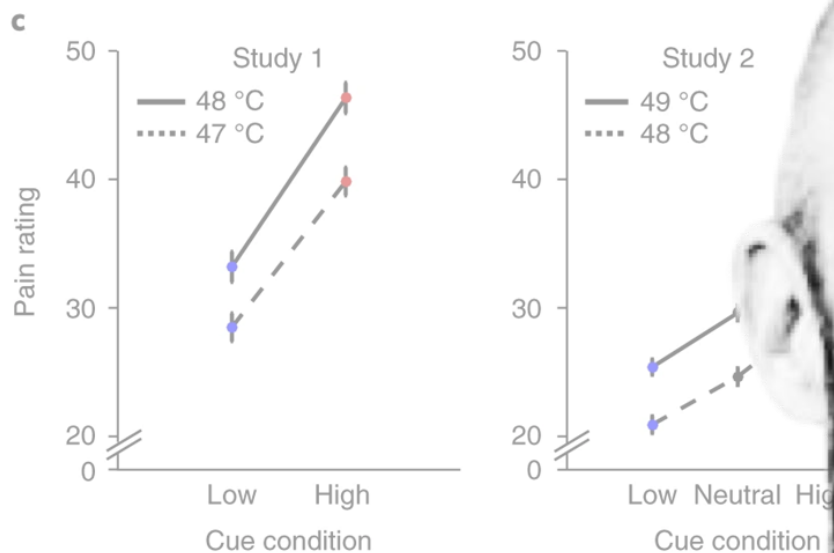 c
Study 1
48 °C
47 °C
Pain rating
50
40
30
20
0
Low High
Cue condition
Study 2
49 °C
48 °C
50
40
30
20
0
Low Neutral
Cue condition